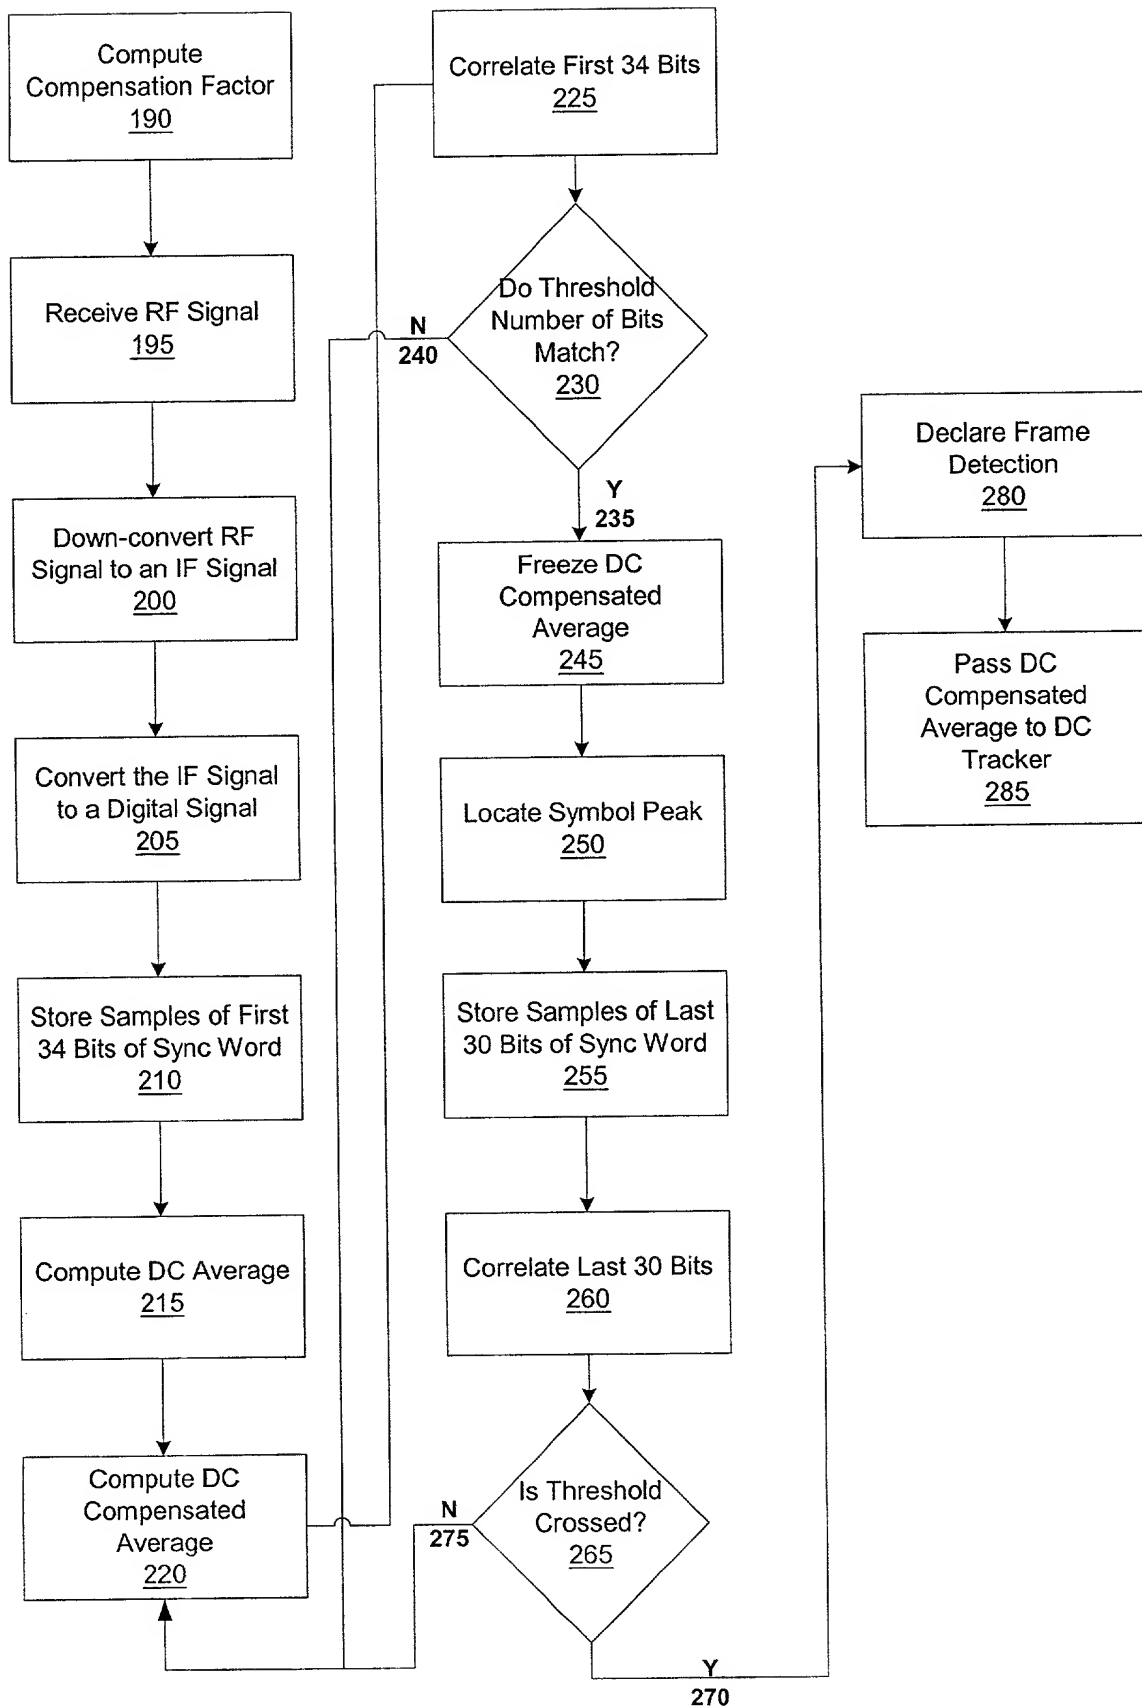 Compute
Compensation Factor
190
Receive RF Signal
195
Down-convert RF
Signal to an IF Signal
200
Convert the IF Signal
to a Digital Signal
205
Store Samples of First
34 Bits of Sync Word
210
Compute DC Average
215
Compute DC
Compensated
Average
220
Correlate First 34 Bits
225
Do Threshold
Number of Bits
Match?
230
N
240
Y
235
Freeze DC
Compensated
Average
245
Locate Symbol Peak
250
Store Samples of Last
30 Bits of Sync Word
255
Correlate Last 30 Bits
260
Is Threshold
Crossed?
265
N
275
Y
270
Declare Frame
Detection
280
Pass DC
Compensated
Average to DC
Tracker
285